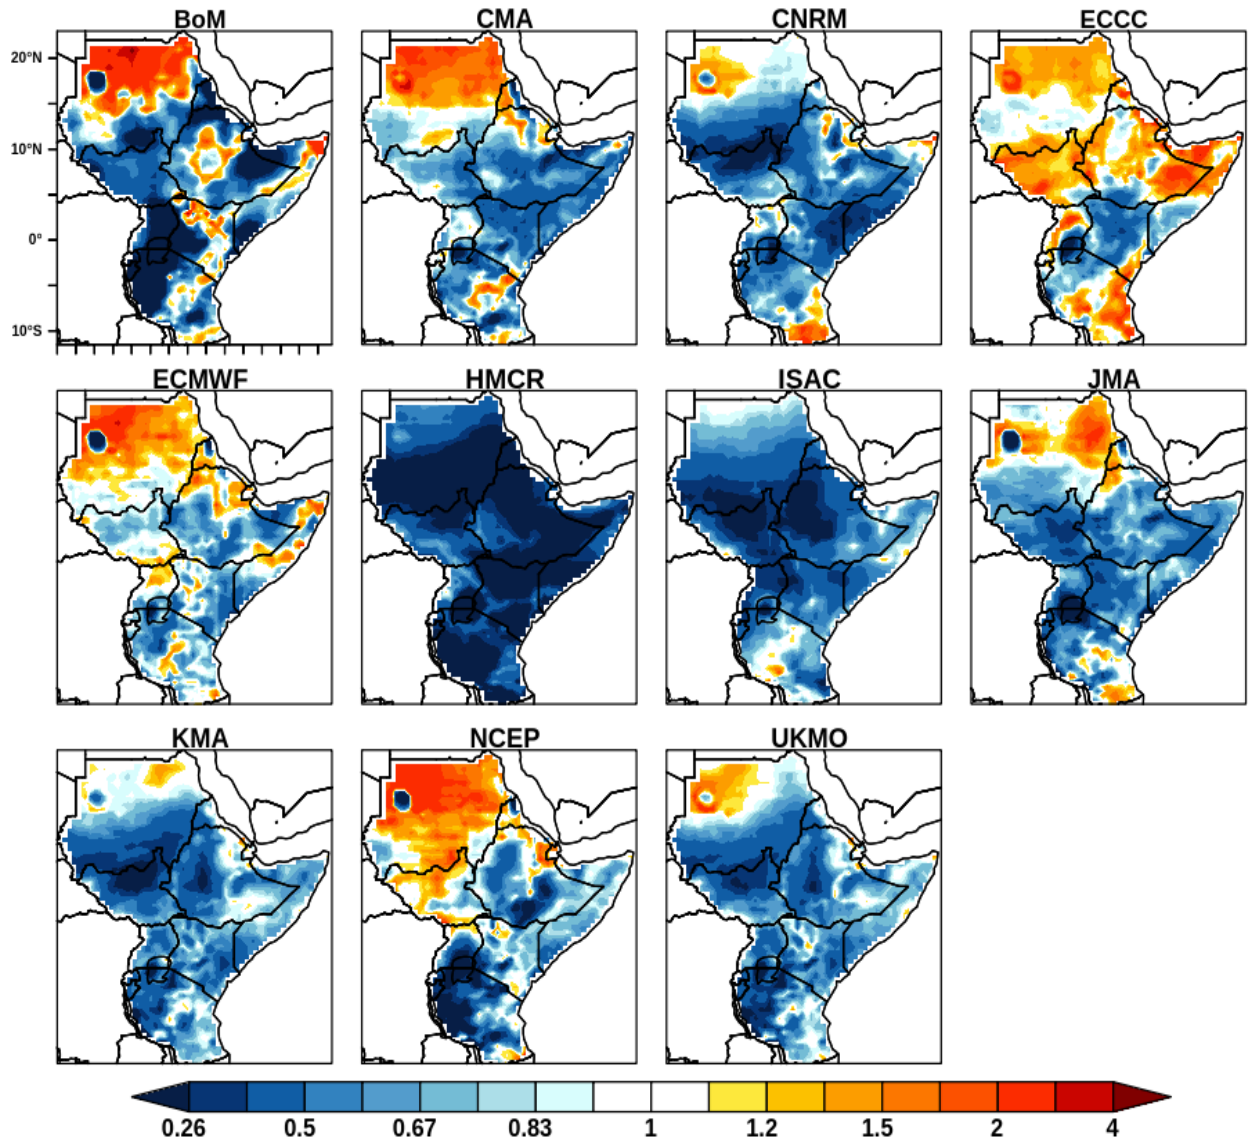 BoM CMA CNRM ECCC
20°N
10°N
0°
10°S
ECMWF HMCR ISAC JMA
KMA NCEP UKMO
0.26 0.5 0.67 0.83 1 1.2 1.5 2 4